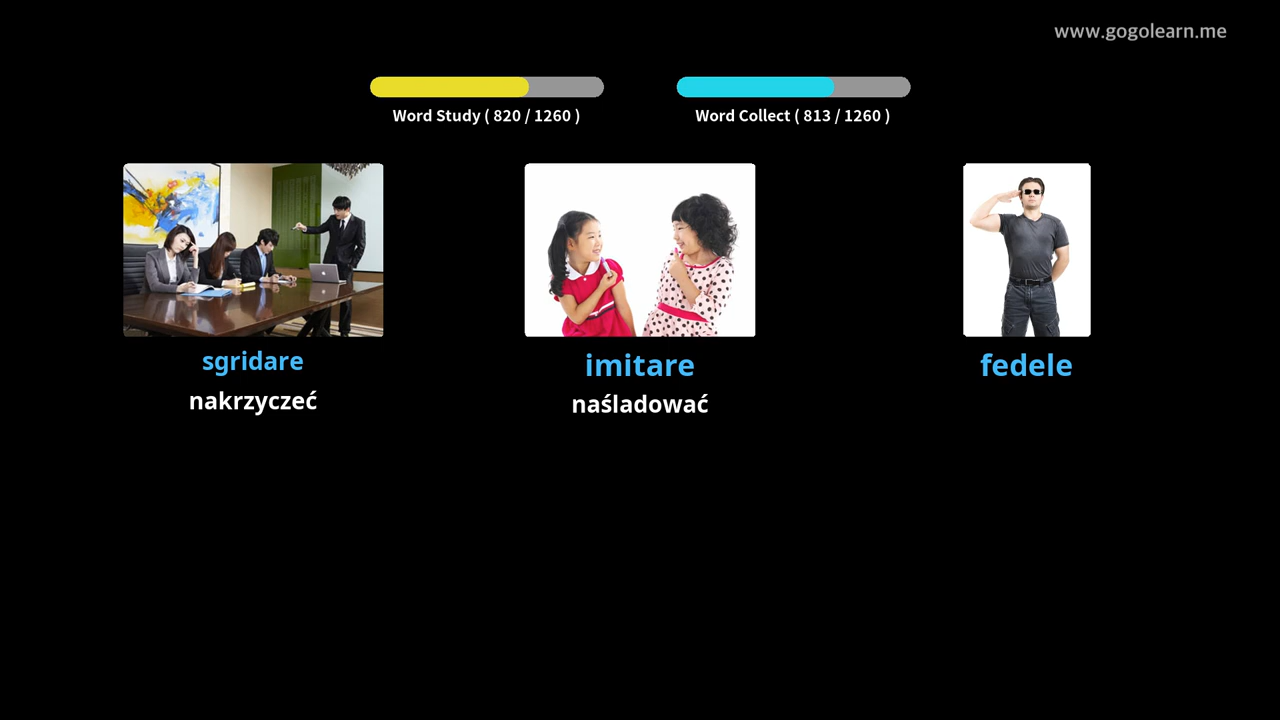 www.gogolearn.me
Word Study ( 820 / 1260 )
Word Collect ( 813 / 1260 )
sgridare
nakrzyczeć
imitare
naśladować
fedele